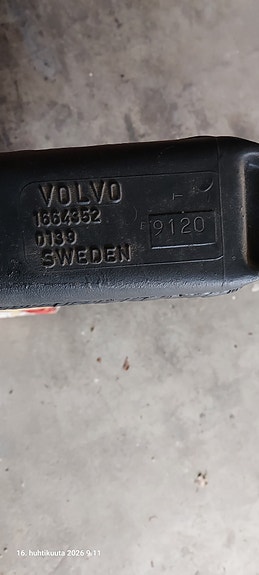 VOLVO
1664352
0139
SWEDEN
9120
16. huhtikuuta 2026 9.11